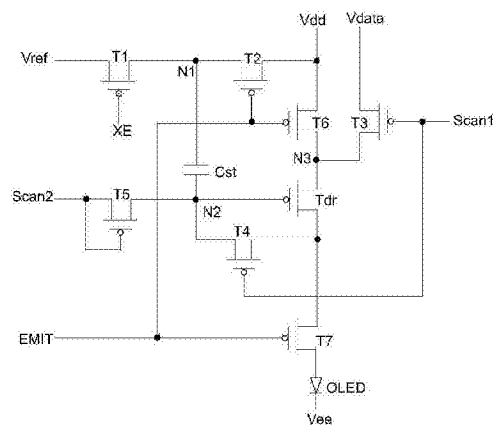 Vdd
Vdata
Vref
T1
N1
T2
XE
T6
T3
Scan1
N3
Cst
Scan2
T5
N2
Tdr
T4
EMIT
T7
OLED
Vee